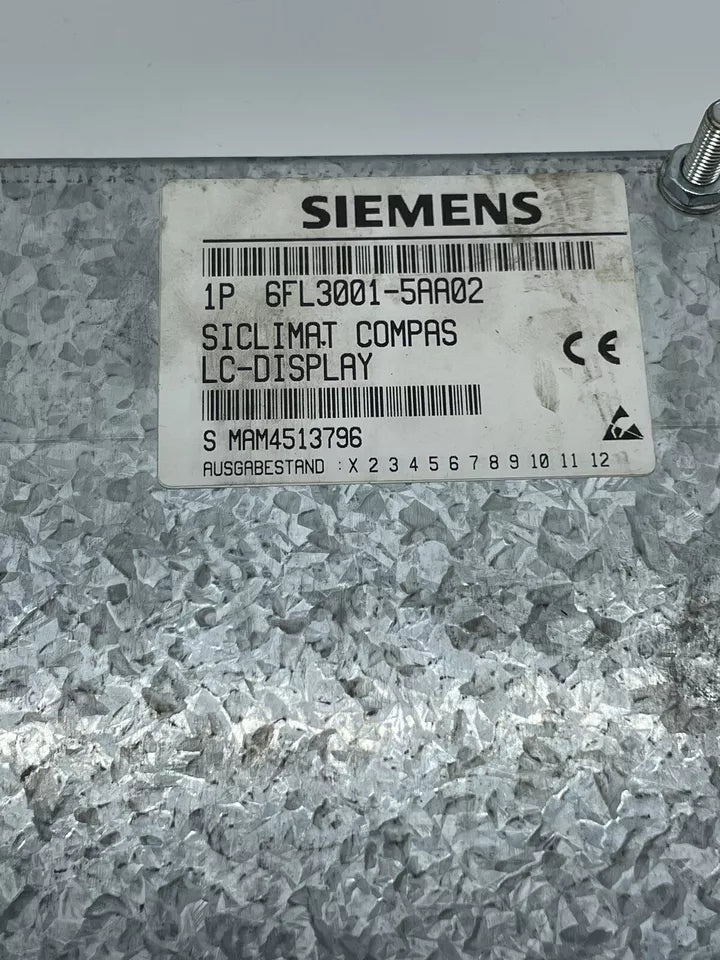 SIEMENS
1P 6FL3001-5AA02
SICLIMAT COMPAS
LC-DISPLAY
CE
S MAM4513796
AUSGABESTAND : X 2 3 4 5 6 7 8 9 10 11 12